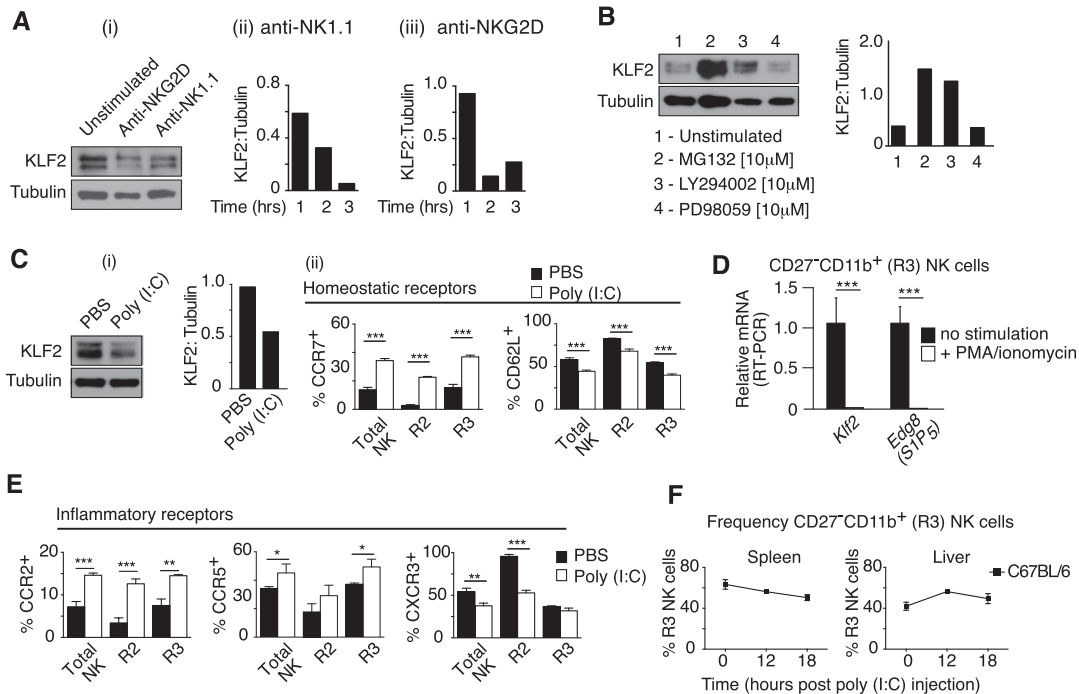 A
(i)
Unstimulated
Anti-NKG2D
Anti-NK1.1
KLF2
Tubulin
(ii) anti-NK1.1
KLF2:Tubulin
0.8
0.4
0
Time (hrs) 1 2 3
(iii) anti-NKG2D
KLF2:Tubulin
1.0
0.5
0
Time (hrs) 1 2 3
B
1 2 3 4
KLF2
Tubulin
1 - Unstimulated
2 - MG132 [10µM]
3 - LY294002 [10µM]
4 - PD98059 [10µM]
KLF2:Tubulin
2.0
1.0
0
1 2 3 4
C
(i)
PBS
Poly (I:C)
KLF2
Tubulin
KLF2: Tubulin
1.0
0.5
0
PBS
Poly (I:C)
(ii)
PBS
Poly (I:C)
Homeostatic receptors
% CCR7+
60
30
0
*** *** ***
Total NK R2 R3
% CD62L+
100
50
0
*** *** ***
Total NK R2 R3
D
CD27-CD11b+ (R3) NK cells
Relative mRNA
(RT-PCR)
1.5
1.0
0.5
0
*** ***
no stimulation
+ PMA/ionomycin
Klf2
Edg8
(S1P5)
E
Inflammatory receptors
% CCR2+
20
10
0
*** *** **
Total NK R2 R3
% CCR5+
60
30
0
* *
Total NK R2 R3
% CXCR3+
100
50
0
** ***
Total NK R2 R3
PBS
Poly (I:C)
F
Frequency CD27-CD11b+ (R3) NK cells
Spleen
% R3 NK cells
80
40
0
0 12 18
Liver
% R3 NK cells
80
40
0
0 12 18
C67BL/6
Time (hours post poly (I:C) injection)